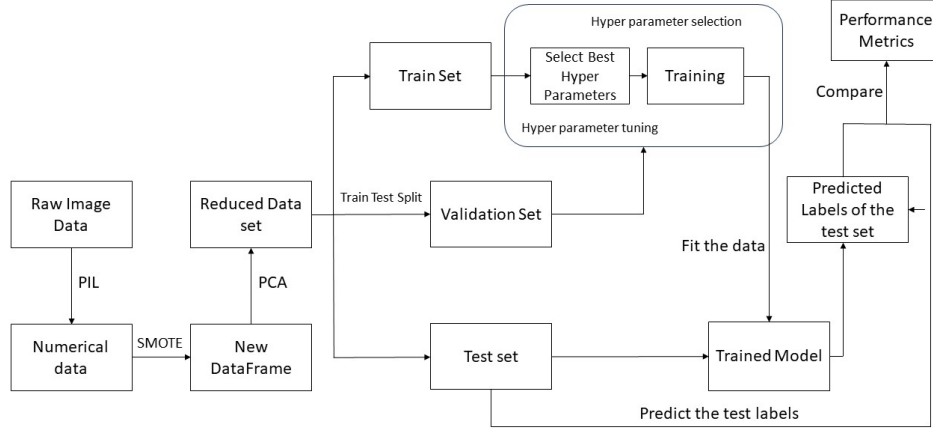 Raw Image
Data
PIL
Numerical
data
SMOTE
New
DataFrame
PCA
Reduced Data
set
Train Test Split
Train Set
Validation Set
Test set
Hyper parameter selection
Select Best
Hyper
Parameters
Training
Hyper parameter tuning
Fit the data
Trained Model
Predict the test labels
Predicted
Labels of the
test set
Compare
Performance
Metrics